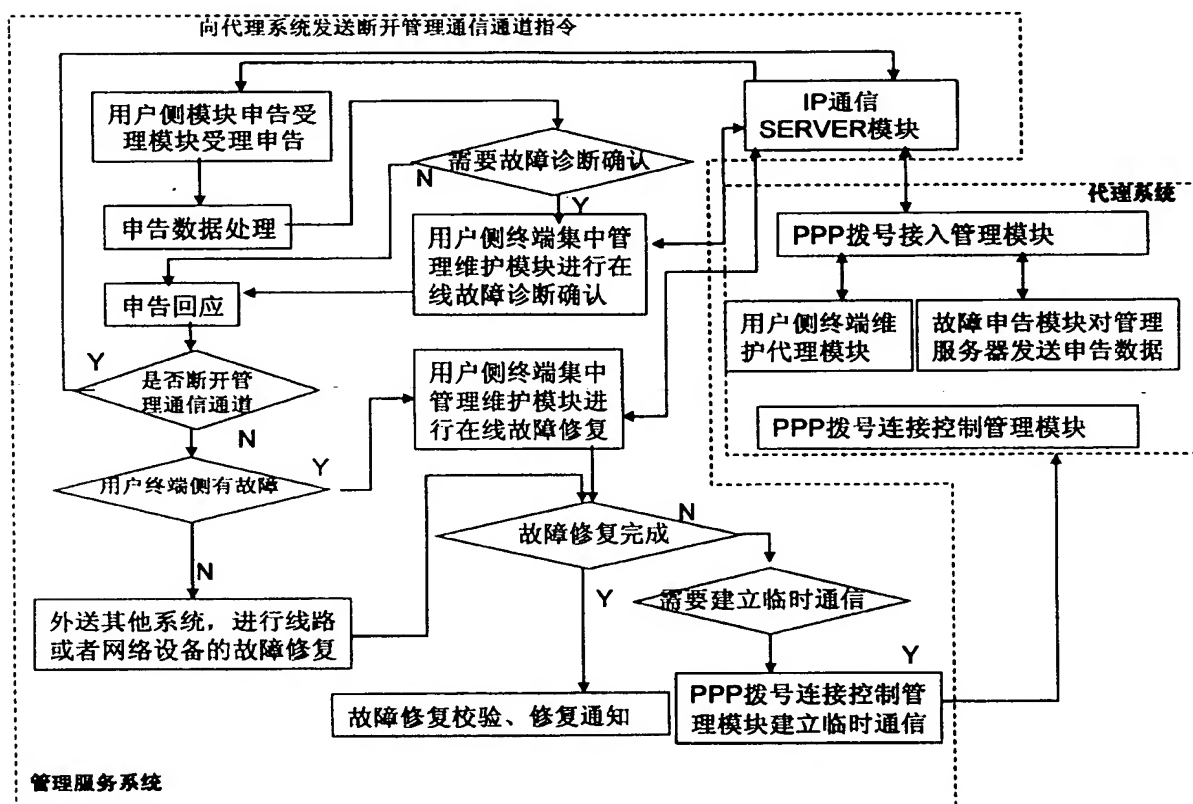 向代理系统发送断开管理通信通道指令
用户侧模块申告受
理模块受理申告
IP通信
SERVER模块
需要故障诊断确认
N
Y
代理系统
申告数据处理
用户侧终端集中管
理维护模块进行在
线故障诊断确认
PPP拨号接入管理模块
申告回应
用户侧终端维
护代理模块
故障申告模块对管理
服务器发送申告数据
Y
是否断开管
理通信通道
用户侧终端集中
管理维护模块进
行在线故障修复
PPP拨号连接控制管理模块
N
Y
用户终端侧有故障
N
故障修复完成
N
Y
需要建立临时通信
外送其他系统，进行线路
或者网络设备的故障修复
Y
故障修复校验、修复通知
PPP拨号连接控制管
理模块建立临时通信
管理服务系统